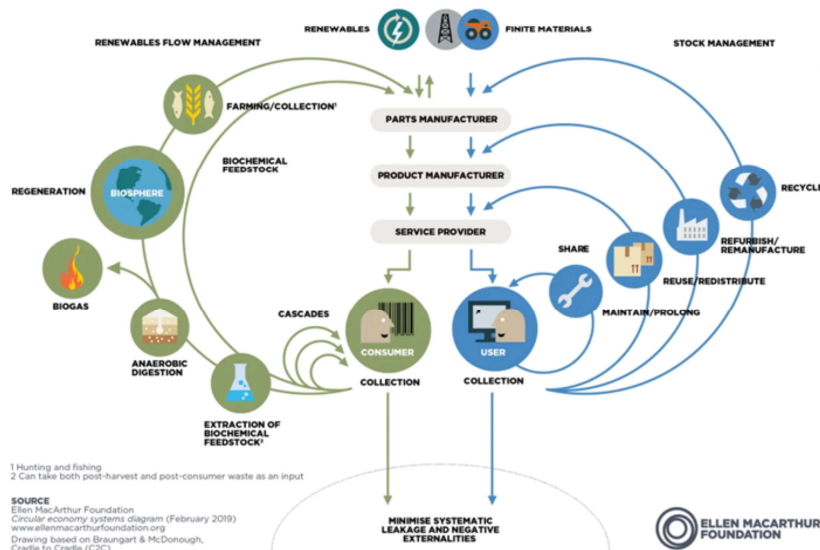 RENEWABLES
FINITE MATERIALS
RENEWABLES FLOW MANAGEMENT
STOCK MANAGEMENT
FARMING/COLLECTION¹
PARTS MANUFACTURER
BIOCHEMICAL
FEEDSTOCK
PRODUCT MANUFACTURER
REGENERATION
BIOSPHERE
RECYCLE
SERVICE PROVIDER
SHARE
REFURBISH/
REMANUFACTURE
REUSE/REDISTRIBUTE
BIOGAS
CASCADES
MAINTAIN/PROLONG
ANAEROBIC
DIGESTION
CONSUMER
USER
COLLECTION
COLLECTION
EXTRACTION OF
BIOCHEMICAL
FEEDSTOCK²
1 Hunting and fishing
2 Can take both post-harvest and post-consumer waste as an input
SOURCE
Ellen MacArthur Foundation
Circular economy systems diagram (February 2019)
www.ellenmacarthurfoundation.org
Drawing based on Braungart & McDonough,
Cradle to Cradle (C2C)
MINIMISE SYSTEMATIC
LEAKAGE AND NEGATIVE
EXTERNALITIES
ELLEN MACARTHUR
FOUNDATION